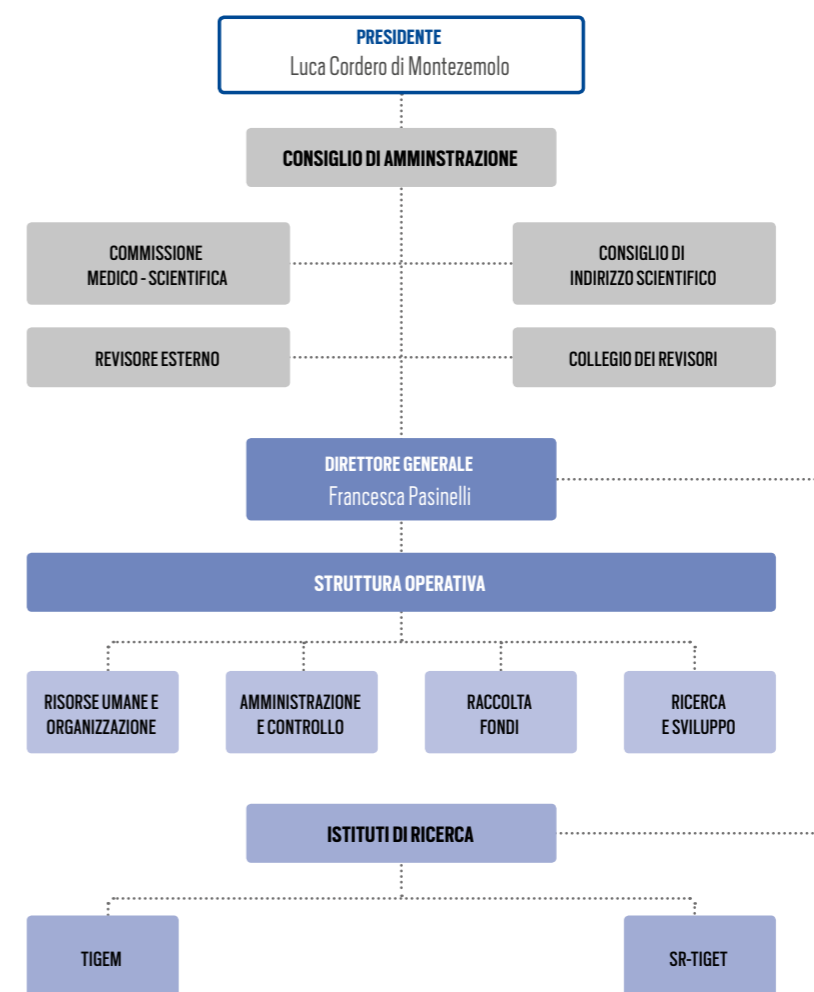 PRESIDENTE
Luca Cordero di Montezemolo
CONSIGLIO DI AMMINSTRAZIONE
COMMISSIONE
MEDICO - SCIENTIFICA
CONSIGLIO DI
INDIRIZZO SCIENTIFICO
REVISORE ESTERNO
COLLEGIO DEI REVISORI
DIRETTORE GENERALE
Francesca Pasinelli
STRUTTURA OPERATIVA
RISORSE UMANE E
ORGANIZZAZIONE
AMMINISTRAZIONE
E CONTROLLO
RACCOLTA
FONDI
RICERCA
E SVILUPPO
ISTITUTI DI RICERCA
TIGEM
SR-TIGET